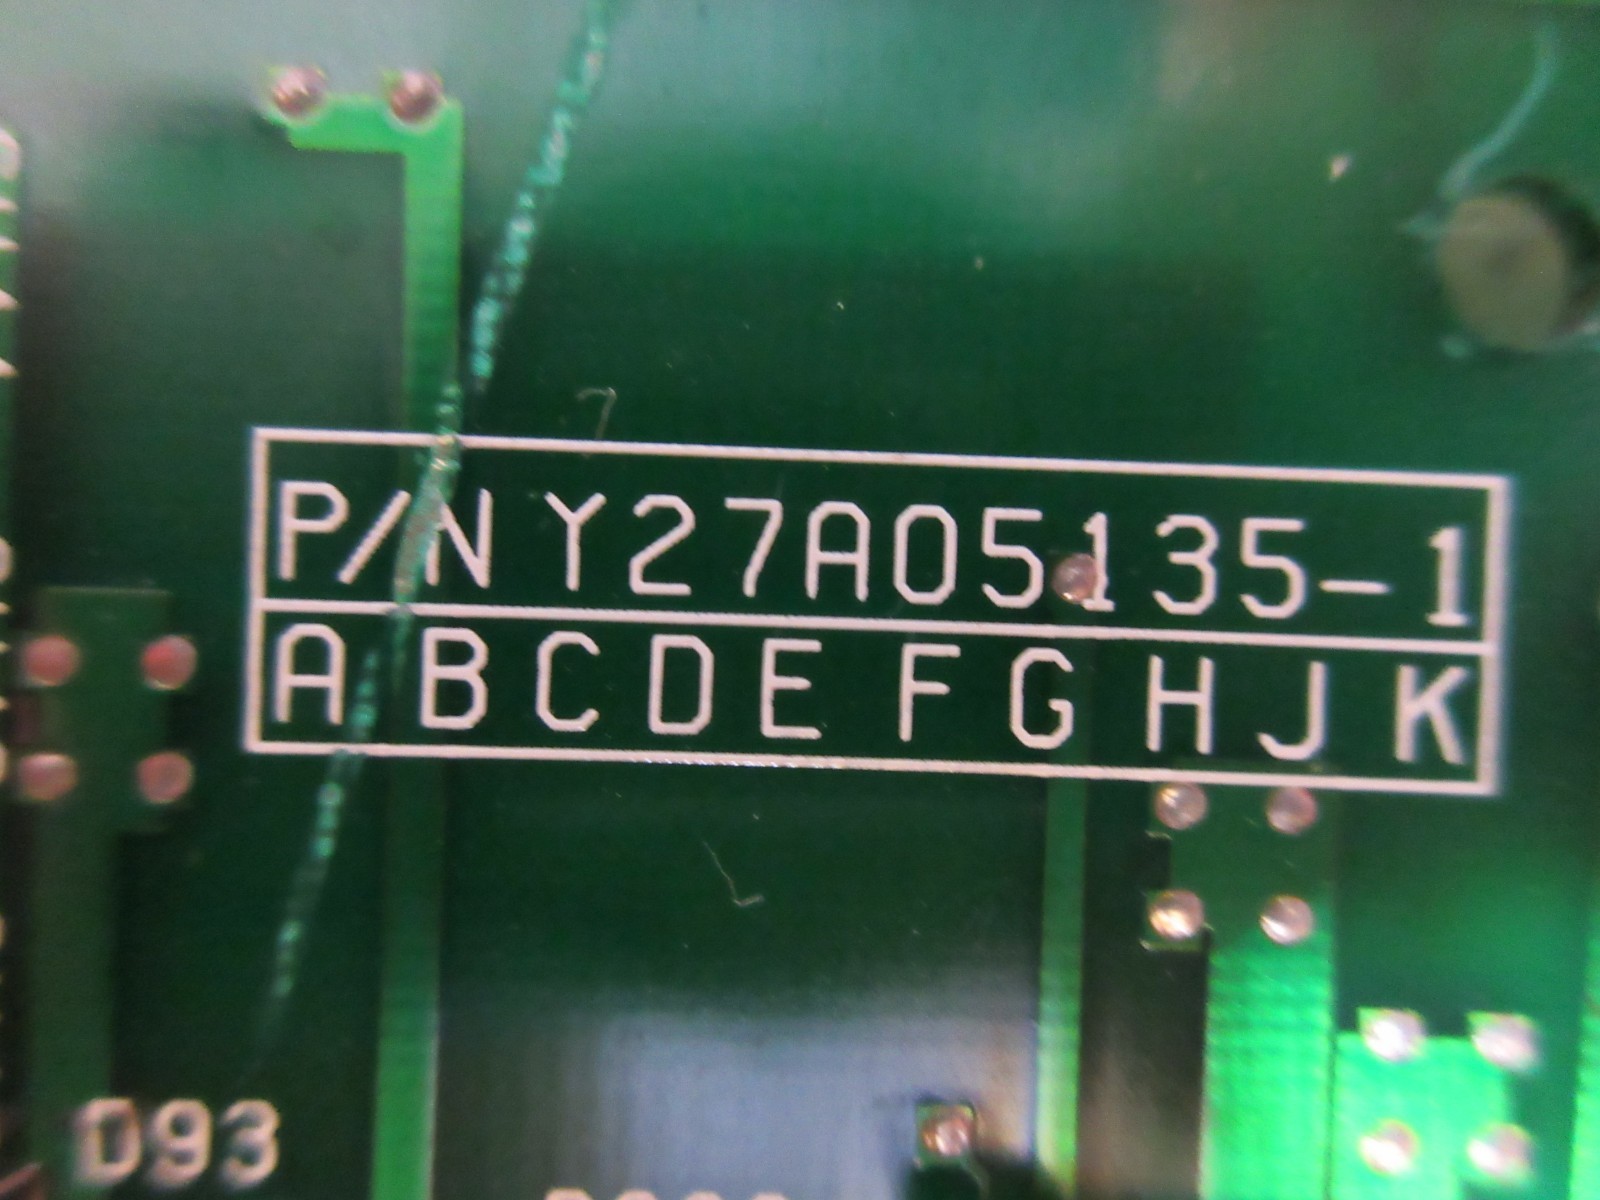 P/N Y27A05135-1
A B C D E F G H J K
D93